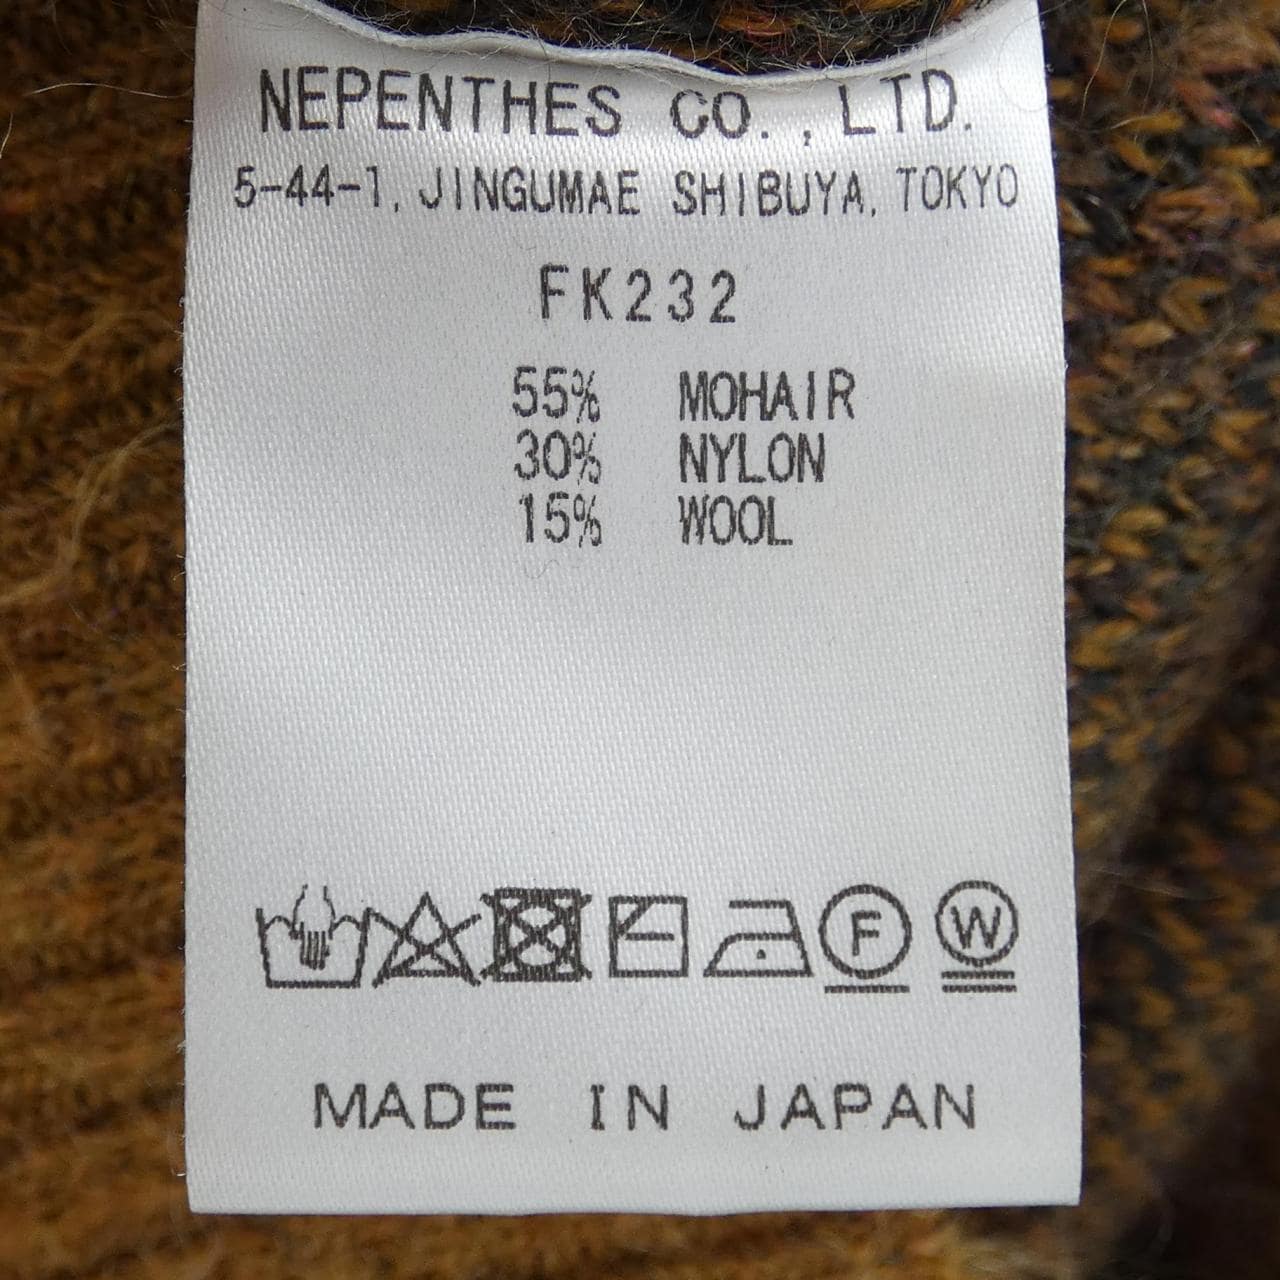 NEPENTHES CO.,LTD.
5-44-1, JINGUMAE SHIBUYA, TOKYO
FK232
55% MOHAIR
30% NYLON
15% WOOL
F W
MADE IN JAPAN